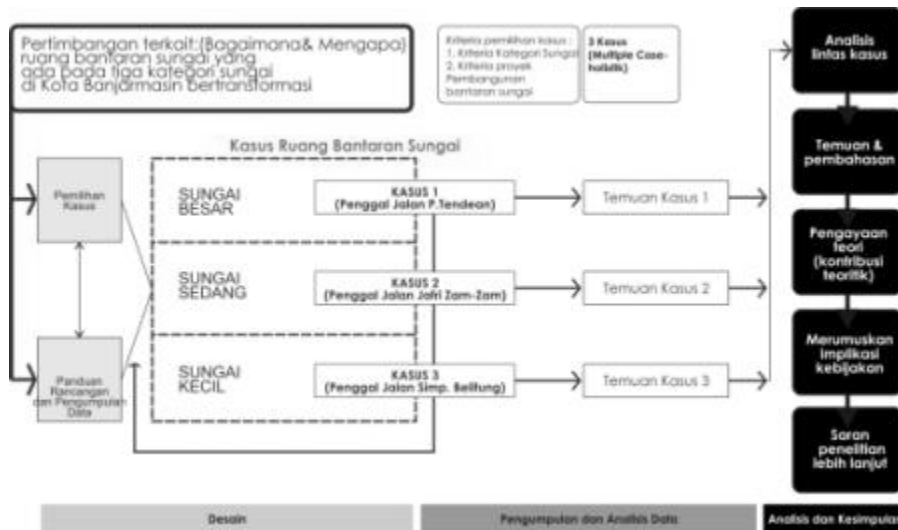 Pertimbangan terkait:(Bagaimana& Mengapa)
ruang bantaran sungai yang
ada pada tiga kategori sungai
di Kota Banjarmasin bertransformasi
Kriteria pemilihan kasus :
1. Kriteria Kategori Sungai
2. Kriteria proyek
Pembangunan
bantaran sungai
3 Kasus
(Multiple Case-
holistik)
Kasus Ruang Bantaran Sungai
Pemilihan
Kasus
Panduan
Rancangan
dan Pengumpulan
Data
SUNGAI
BESAR
KASUS 1
(Penggal Jalan P.Tendean)
Temuan Kasus 1
SUNGAI
SEDANG
KASUS 2
(Penggal Jalan Jafri Zam-Zam)
Temuan Kasus 2
SUNGAI
KECIL
KASUS 3
(Penggal Jalan Simp. Belitung)
Temuan Kasus 3
Analisis
lintas kasus
Temuan &
pembahasan
Pengayaan
teori
(kontribusi
teoritik)
Merumuskan
implikasi
kebijakan
Saran
penelitian
lebih lanjut
Desain
Pengumpulan dan Analisis Data
Analisis dan Kesimpulan